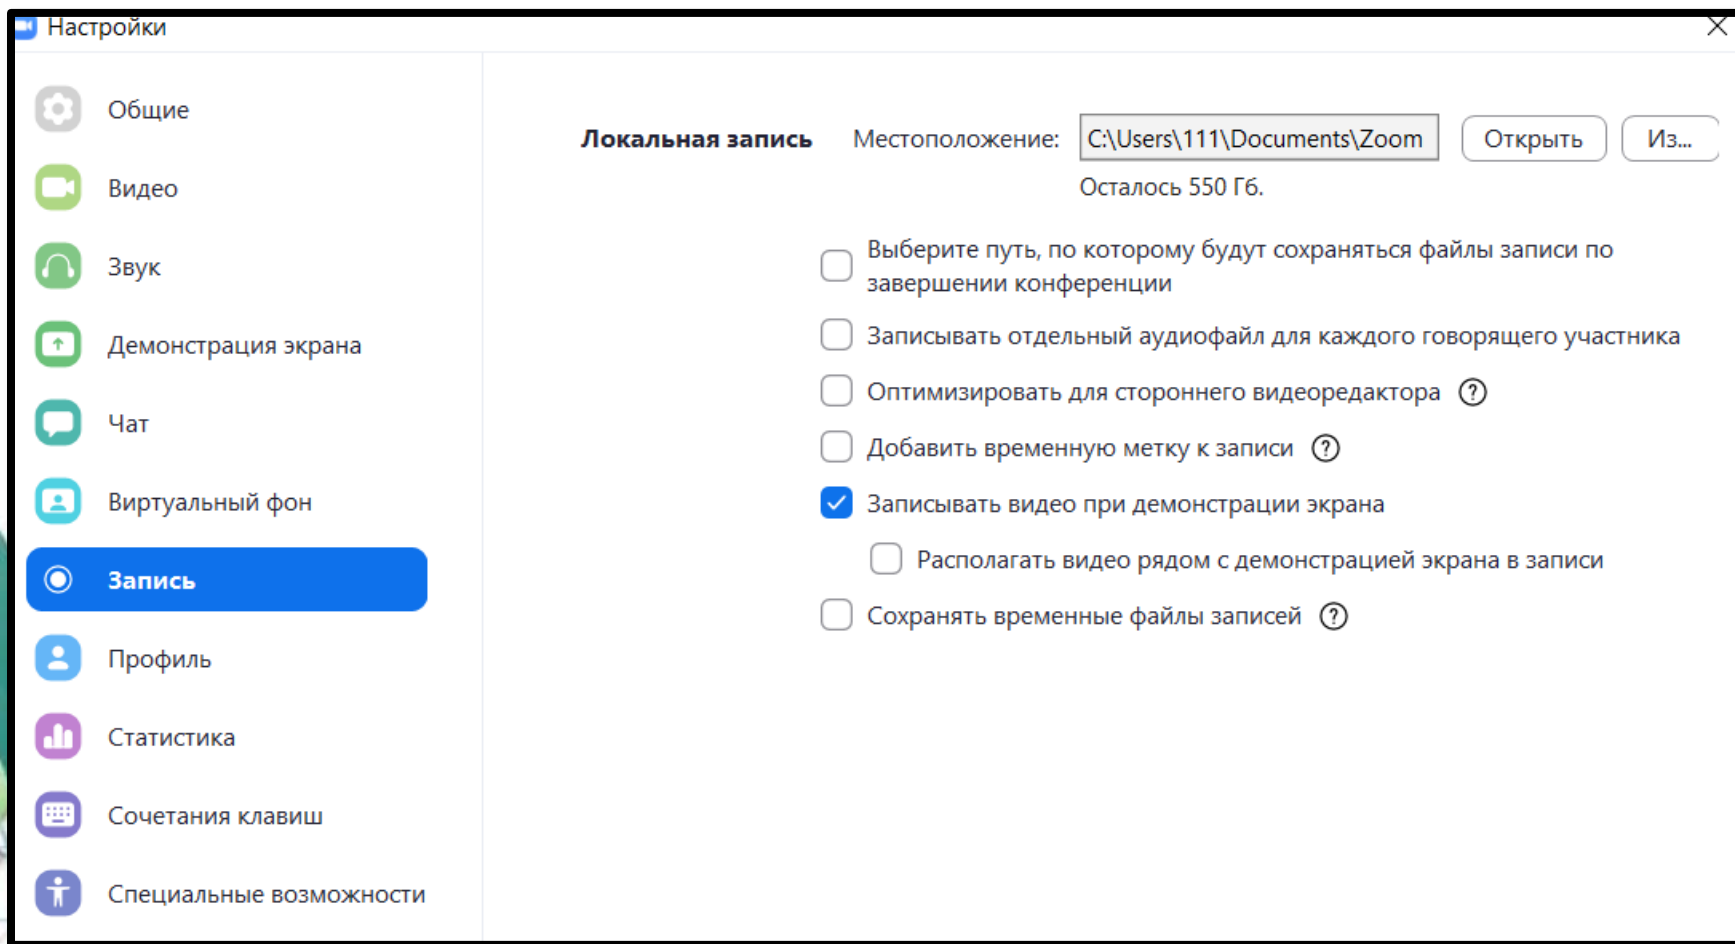 Настройки
Общие
Видео
Звук
Демонстрация экрана
Чат
Виртуальный фон
Запись
Профиль
Статистика
Сочетания клавиш
Специальные возможности
Локальная запись Местоположение: C:\Users\111\Documents\Zoom Открыть Из...
Осталось 550 Гб.
Выберите путь, по которому будут сохраняться файлы записи по
завершении конференции
Записывать отдельный аудиофайл для каждого говорящего участника
Оптимизировать для стороннего видеоредактора ?
Добавить временную метку к записи ?
Записывать видео при демонстрации экрана
Располагать видео рядом с демонстрацией экрана в записи
Сохранять временные файлы записей ?